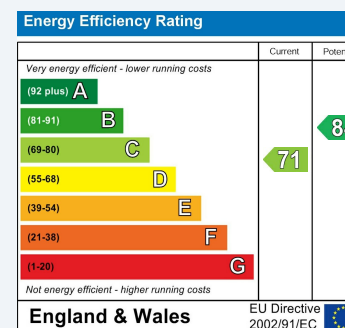 Energy Efficiency Rating
Current
Very energy efficient - lower running costs
(92 plus) A
(81-91) B
(69-80) C
71
(55-68) D
(39-54) E
(21-38) F
(1-20) G
Not energy efficient - higher running costs
England & Wales
EU Directive
2002/91/EC